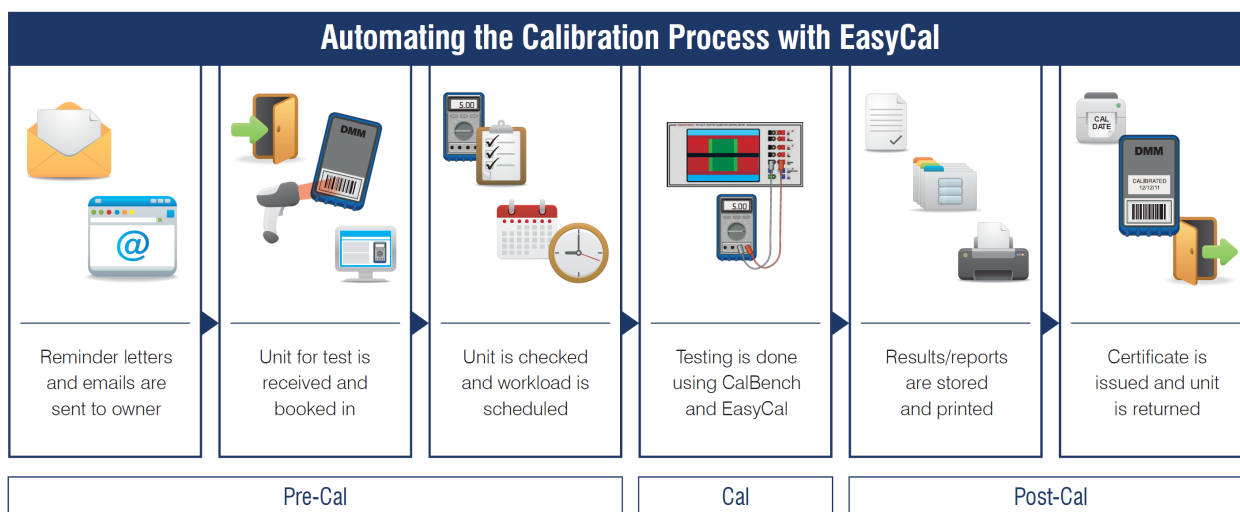 Automating the Calibration Process with EasyCal
5.00
DMM
CAL
DATE
DMM
CALIBRATED
12/12/11
@
5.00
Reminder letters
and emails are
sent to owner
Unit for test is
received and
booked in
Unit is checked
and workload is
scheduled
Testing is done
using CalBench
and EasyCal
Results/reports
are stored
and printed
Certificate is
issued and unit
is returned
Pre-Cal
Cal
Post-Cal